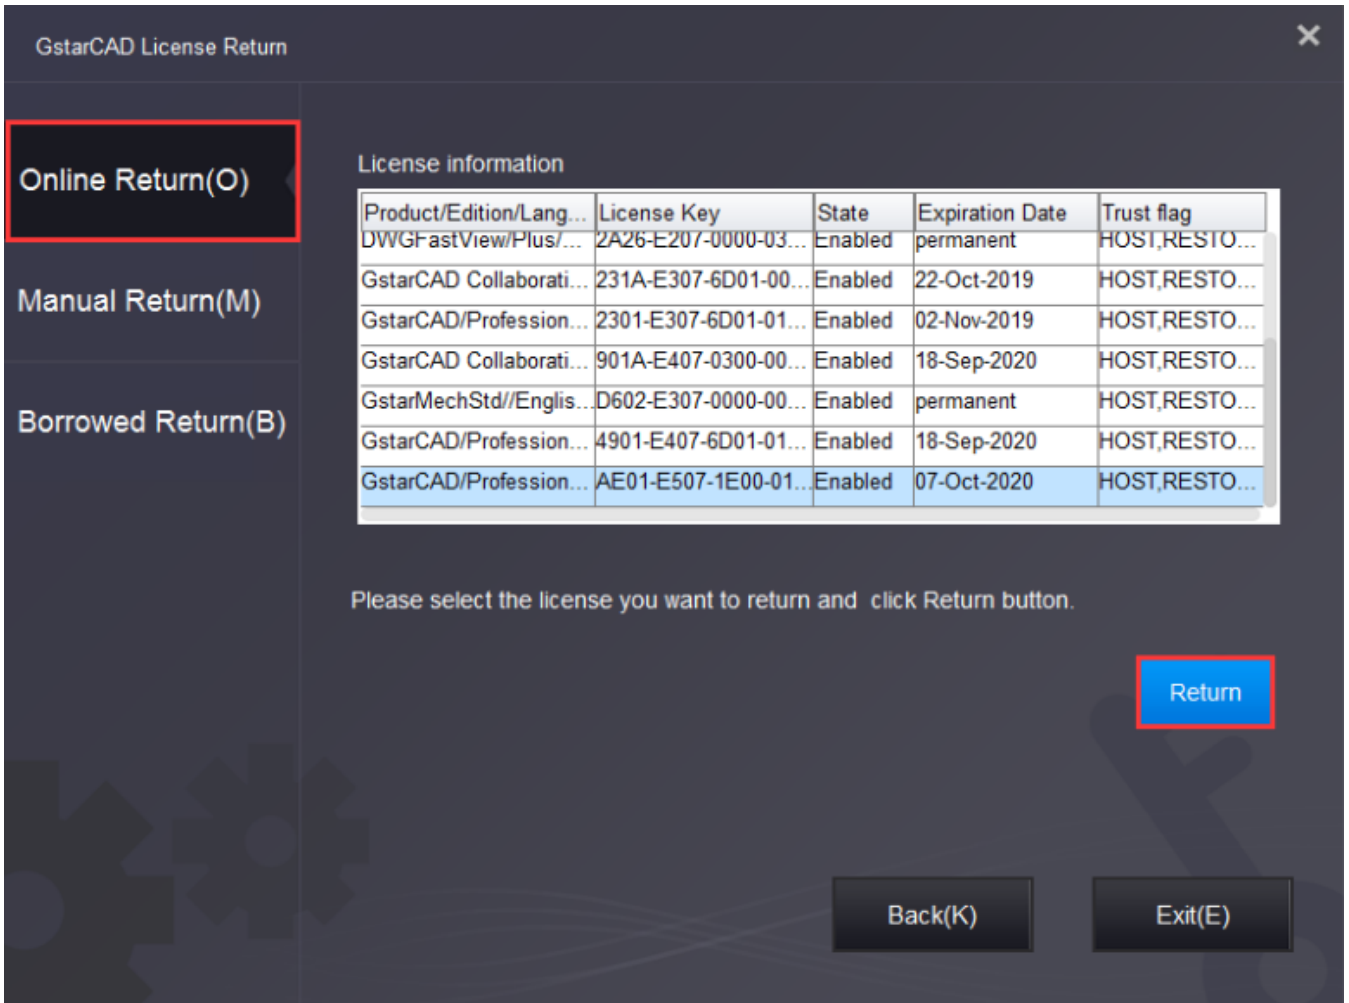 GstarCAD License Return
Online Return(O)
Manual Return(M)
Borrowed Return(B)
License information
Product/Edition/Lang... License Key State Expiration Date Trust flag
DWGFastView/Plus/... 2A26-E207-0000-03... Enabled permanent HOST,RESTO...
GstarCAD Collaborati... 231A-E307-6D01-00... Enabled 22-Oct-2019 HOST,RESTO...
GstarCAD/Profession... 2301-E307-6D01-01... Enabled 02-Nov-2019 HOST,RESTO...
GstarCAD Collaborati... 901A-E407-0300-00... Enabled 18-Sep-2020 HOST,RESTO...
GstarMechStd//Englis... D602-E307-0000-00... Enabled permanent HOST,RESTO...
GstarCAD/Profession... 4901-E407-6D01-01... Enabled 18-Sep-2020 HOST,RESTO...
GstarCAD/Profession... AE01-E507-1E00-01... Enabled 07-Oct-2020 HOST,RESTO...
Please select the license you want to return and click Return button.
Return
Back(K)
Exit(E)